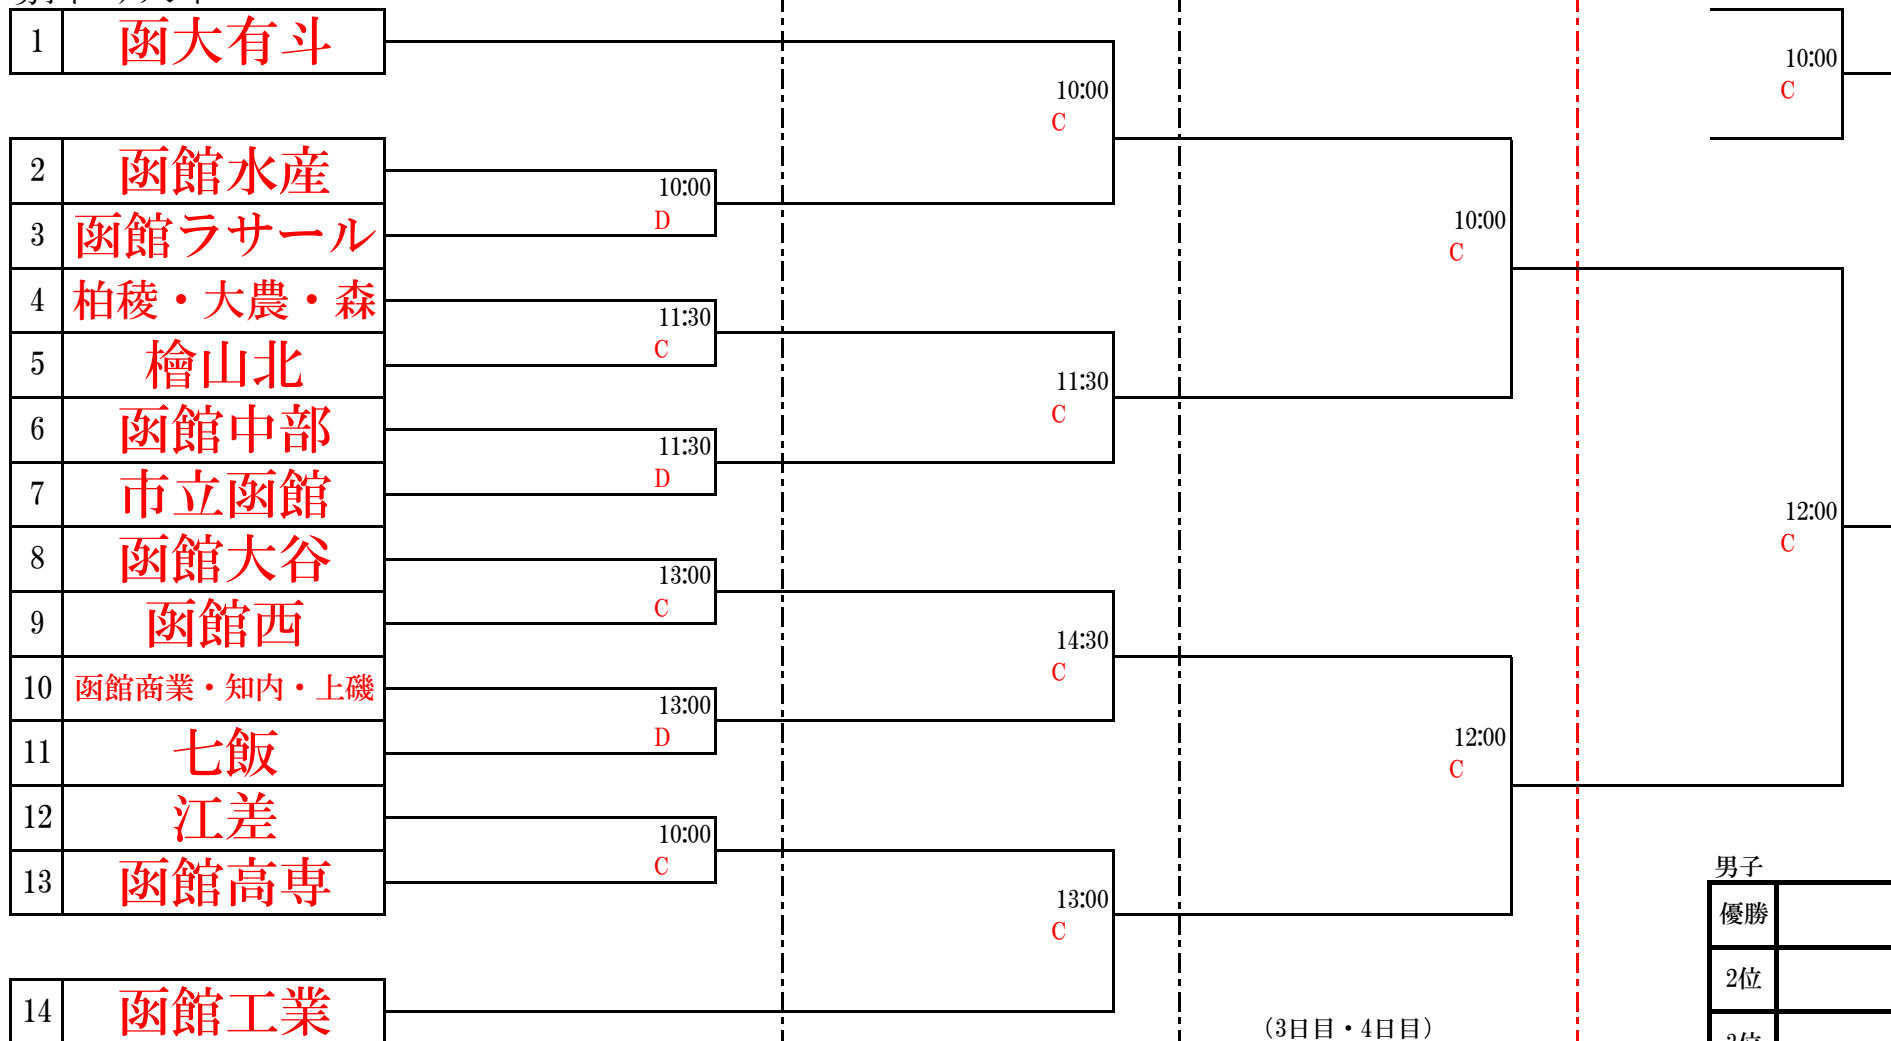 1 函大有斗
2 函館水産
3 函館ラサール
4 柏稜・大農・森
5 檜山北
6 函館中部
7 市立函館
8 函館大谷
9 函館西
10 函館商業・知内・上磯
11 七飯
12 江差
13 函館高専
14 函館工業
10:00
D
11:30
C
11:30
D
13:00
C
13:00
D
10:00
C
10:00
C
11:30
C
14:30
C
13:00
C
10:00
C
12:00
C
(3日目・4日目)
10:00
C
12:00
C
男子
優勝
2位